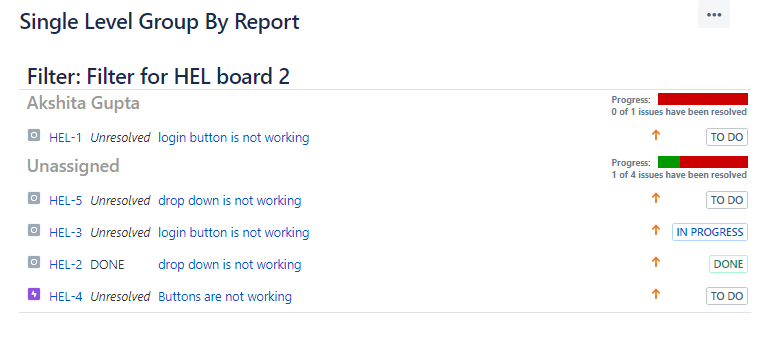 Single Level Group By Report
Filter: Filter for HEL board 2
Akshita Gupta Progress:
0 of 1 issues have been resolved
HEL-1 Unresolved login button is not working TO DO
Unassigned Progress:
1 of 4 issues have been resolved
HEL-5 Unresolved drop down is not working TO DO
HEL-3 Unresolved login button is not working IN PROGRESS
HEL-2 DONE drop down is not working DONE
HEL-4 Unresolved Buttons are not working TO DO